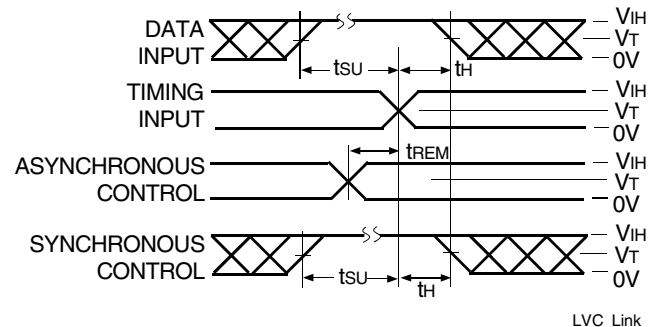 DATA INPUT
tSU
tH
VIH
VT
0V
TIMING INPUT
VIH
VT
0V
tREM
ASYNCHRONOUS CONTROL
VIH
VT
0V
SYNCHRONOUS CONTROL
tSU
tH
VIH
VT
0V
LVC Link